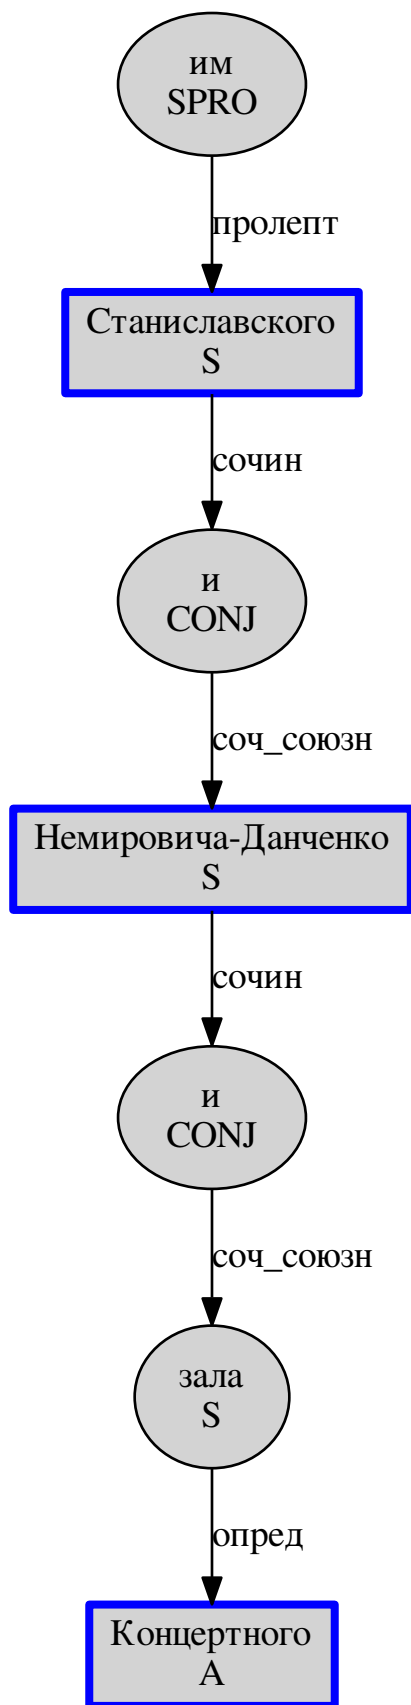 им
SPRO
пролепт
Станиславского
S
сочин
и
CONJ
соч_союзн
Немировича-Данченко
S
сочин
и
CONJ
соч_союзн
зала
S
опред
Концертного
A